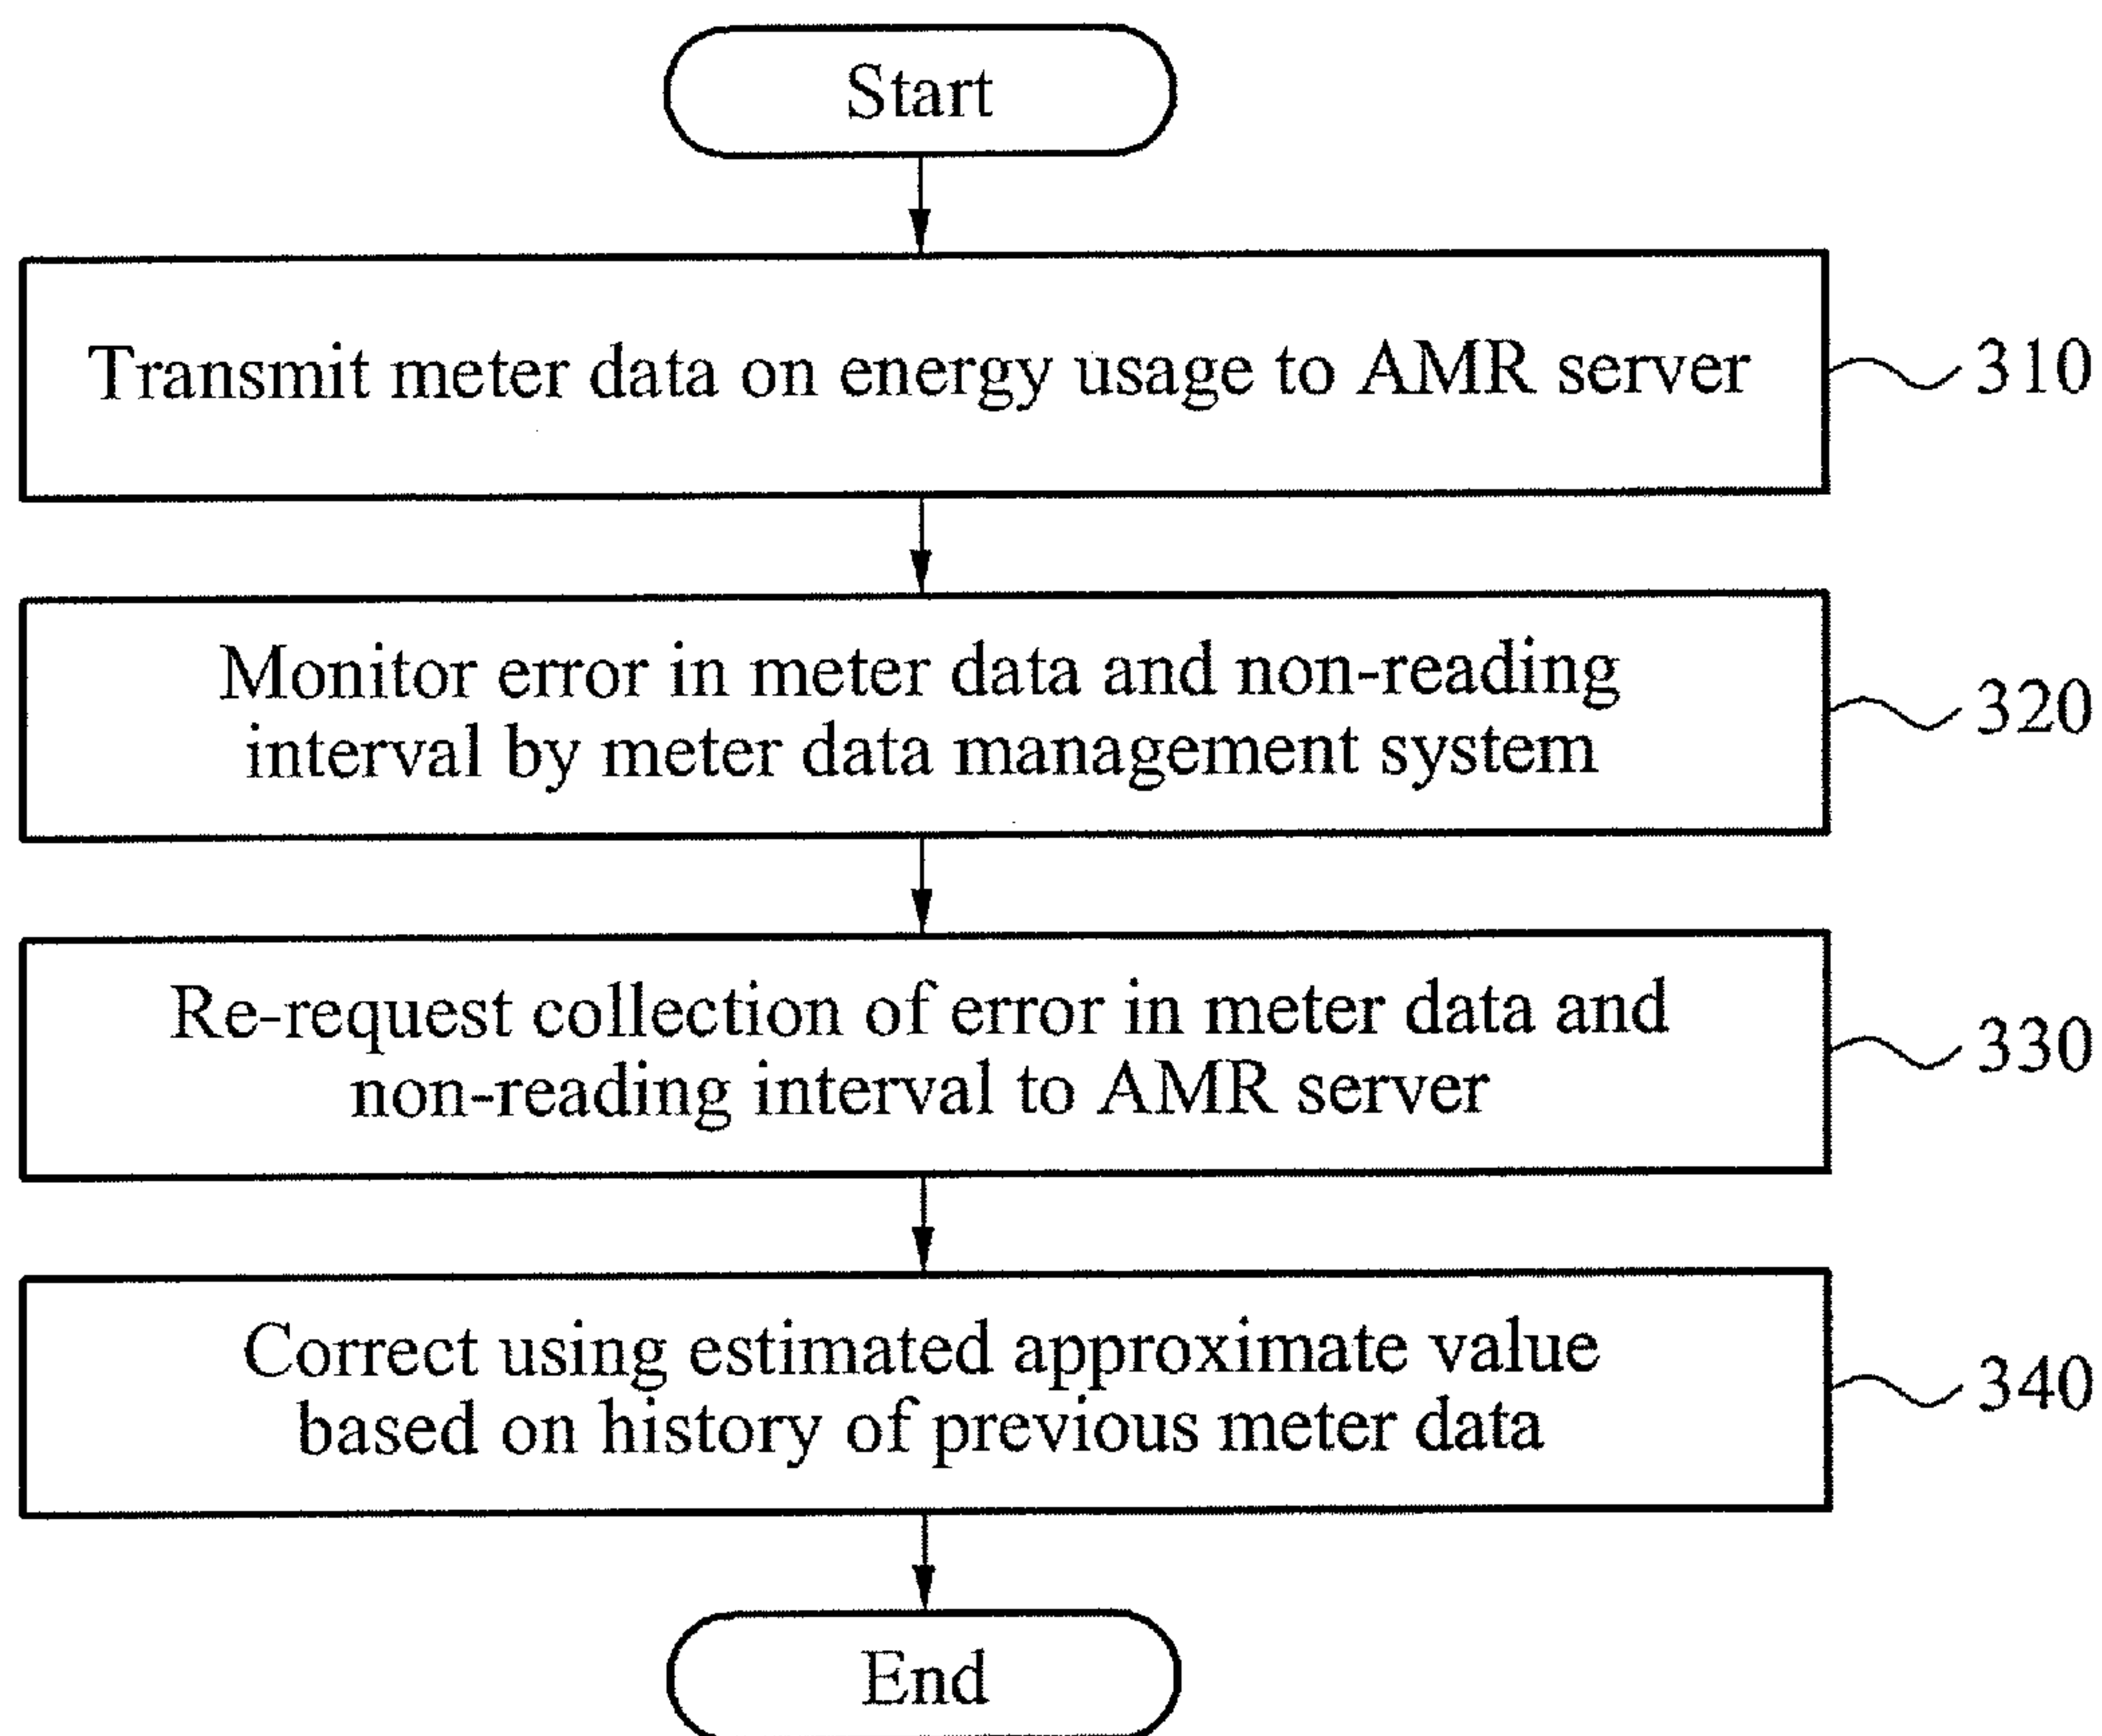 Start
Transmit meter data on energy usage to AMR server
310
Monitor error in meter data and non-reading
interval by meter data management system
320
Re-request collection of error in meter data and
non-reading interval to AMR server
330
Correct using estimated approximate value
based on history of previous meter data
340
End